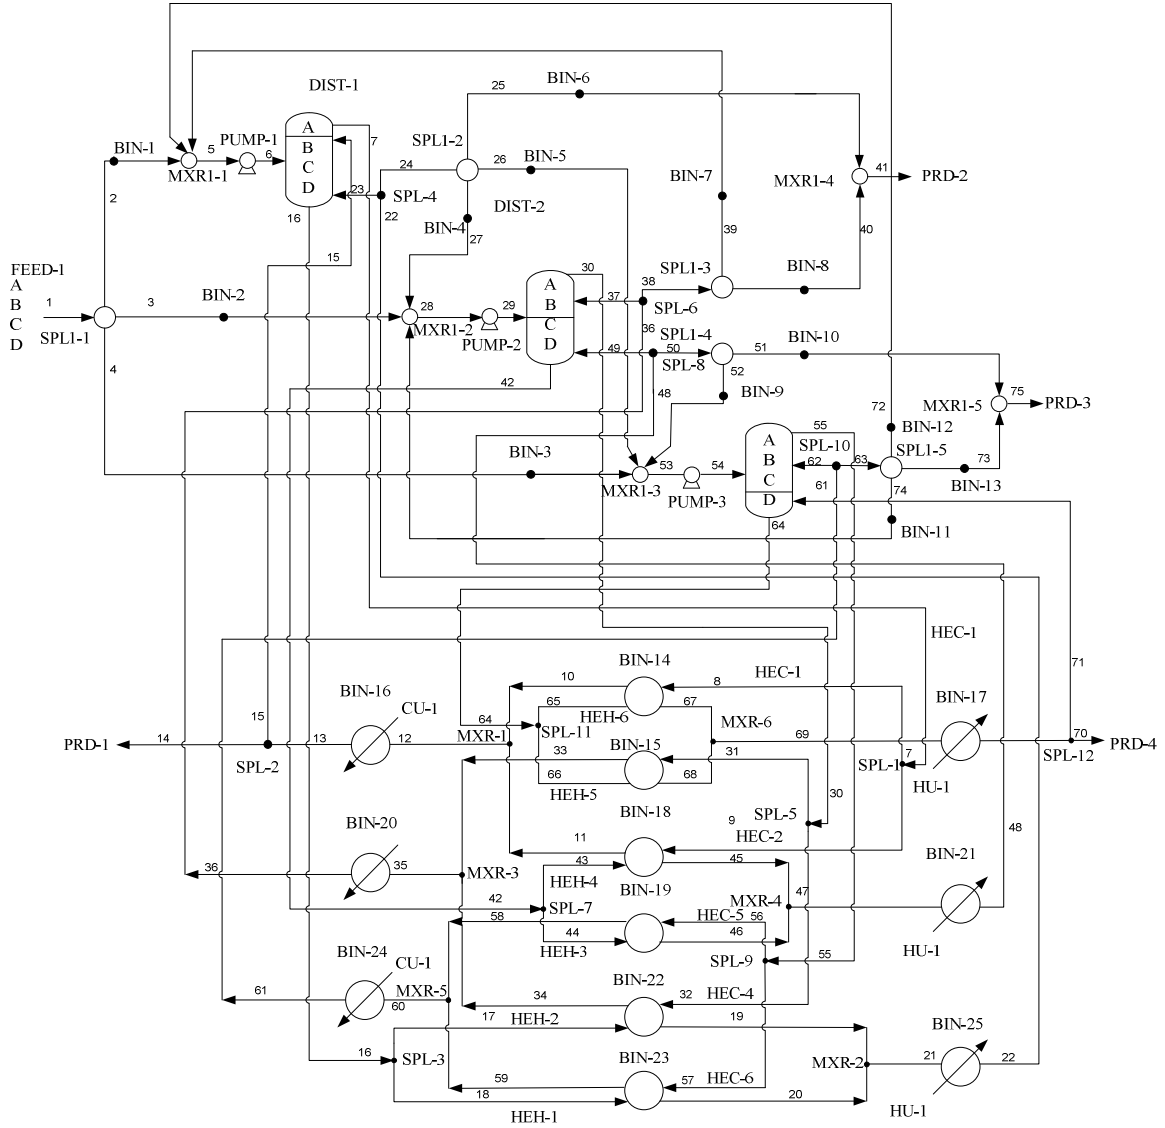 DIST-1
BIN-6
25
BIN-1
PUMP-1
A
7
SPL1-2
5
6
B
24
26
BIN-5
MXR1-1
C
BIN-7
MXR1-4
41
PRD-2
2
D
23
SPL-4
16
22
DIST-2
BIN-4
40
27
39
15
FEED-1
30
SPL1-3
BIN-8
A
38
B
1
3
BIN-2
A
37
C
28
29
B
SPL-6
D
SPL1-1
MXR1-2
C
36
SPL1-4
BIN-10
PUMP-2
D
49
50
51
4
SPL-8
52
42
48
BIN-9
75
72
MXR1-5
PRD-3
55
BIN-12
BIN-3
A
SPL-10
SPL1-5
B
62
63
73
53
54
C
MXR1-3
PUMP-3
D
61
74
BIN-13
64
BIN-11
HEC-1
BIN-14
71
BIN-16
10
8
HEC-1
BIN-17
CU-1
65
HEH-6
67
15
64
SPL-11
MXR-6
PRD-1
14
13
12
MXR-1
BIN-15
69
70
PRD-4
SPL-2
33
31
SPL-1
7
SPL-12
66
68
HU-1
HEH-5
30
BIN-18
9
SPL-5
48
BIN-20
11
HEC-2
36
35
43
45
BIN-21
MXR-3
HEH-4
BIN-19
47
42
SPL-7
MXR-4
58
HEC-5
56
44
46
HEH-3
HU-1
BIN-24
SPL-9
55
CU-1
BIN-22
61
MXR-5
34
32
HEC-4
60
17
HEH-2
19
BIN-25
16
SPL-3
BIN-23
MXR-2
21
22
59
57
HEC-6
18
20
HEH-1
HU-1